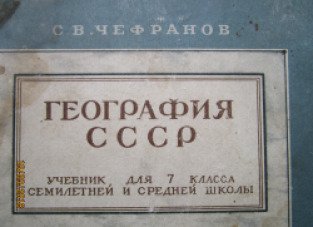 С.В.ЧЕФРАНОВ
ГЕОГРАФИЯ
СССР
УЧЕБНИК ДЛЯ 7 КЛАССА
СЕМИЛЕТНЕЙ И СРЕДНЕЙ ШКОЛЫ